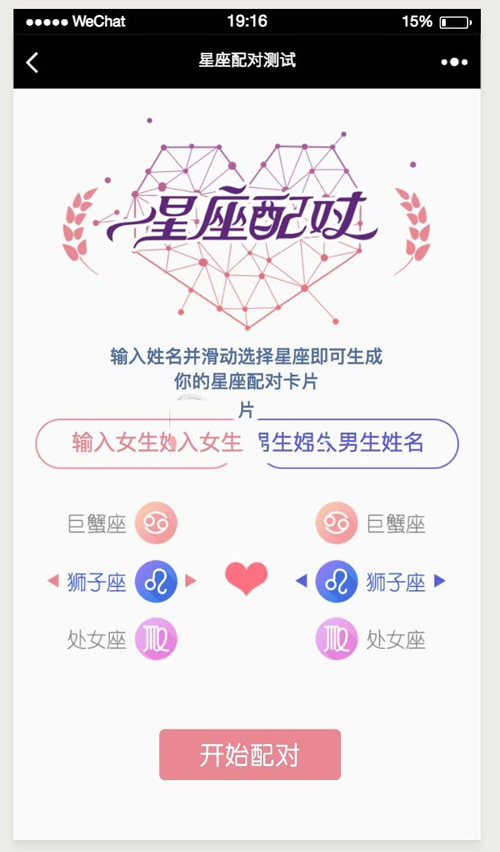 WeChat 19:16 15%
星座配对测试
星座配对
输入姓名并滑动选择星座即可生成
你的星座配对卡片
片
输入女生 入女生 男生 男生姓名
巨蟹座 巨蟹座
狮子座 狮子座
处女座 处女座
开始配对